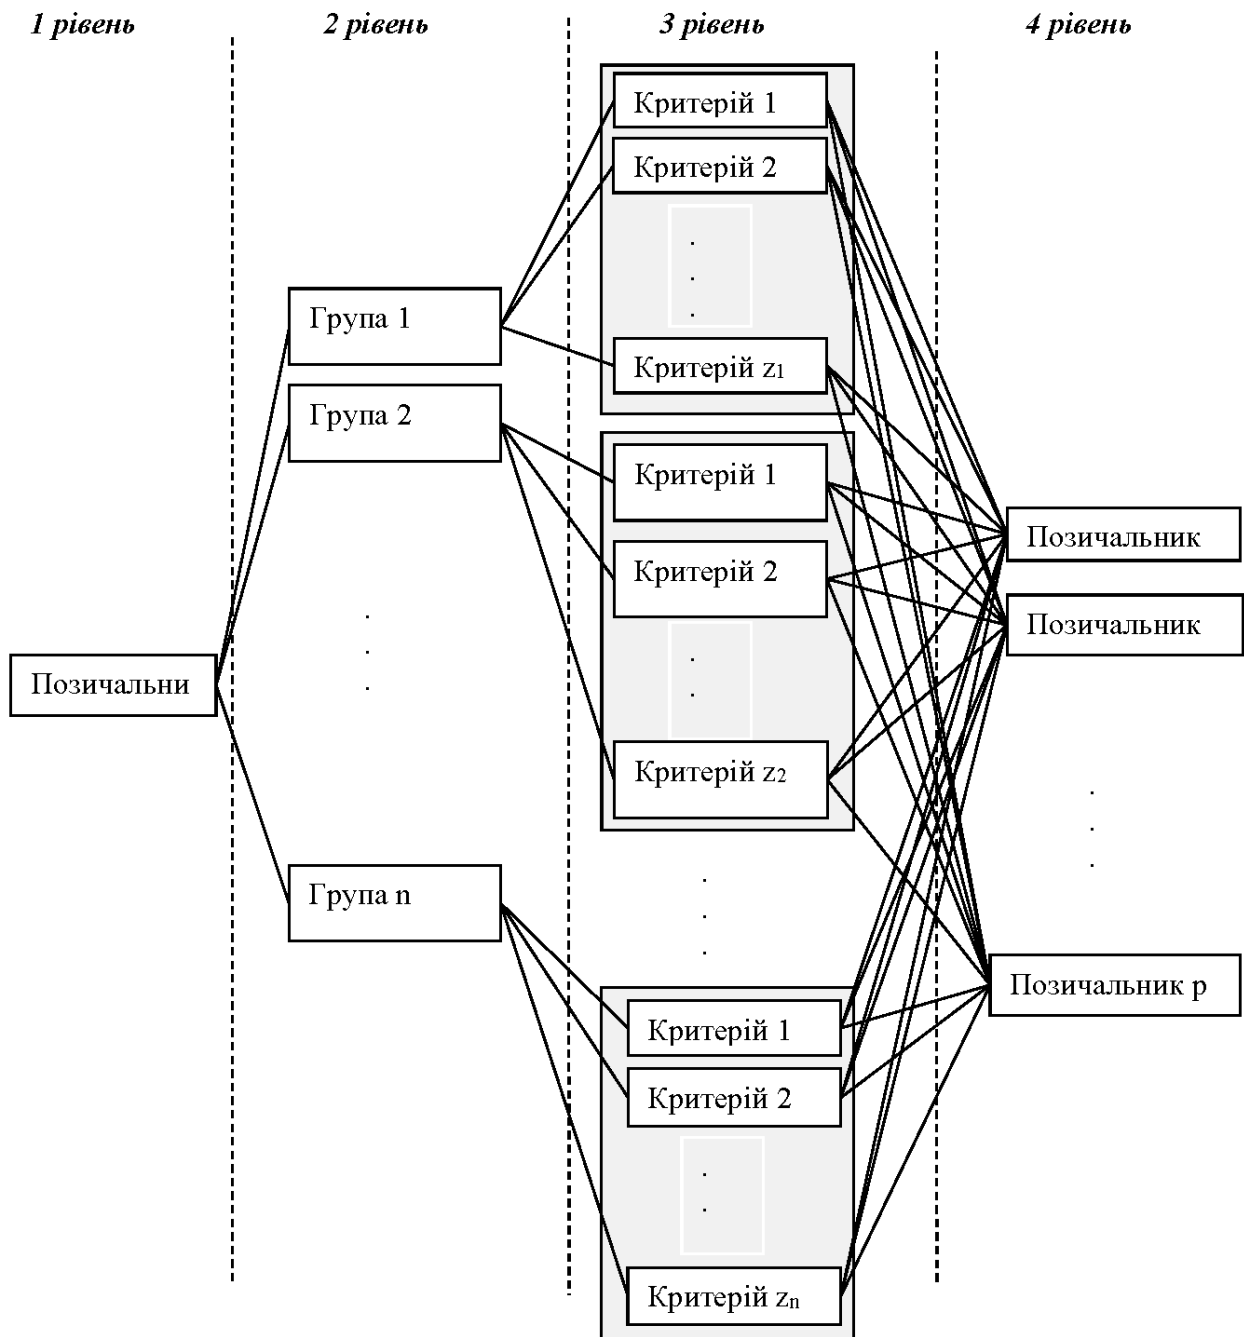 1 рівень
2 рівень
3 рівень
4 рівень
Позичальни
Група 1
Група 2
Група n
Критерій 1
Критерій 2
Критерій z₁
Критерій 1
Критерій 2
Критерій z₂
Критерій 1
Критерій 2
Критерій zₙ
Позичальник
Позичальник
Позичальник p